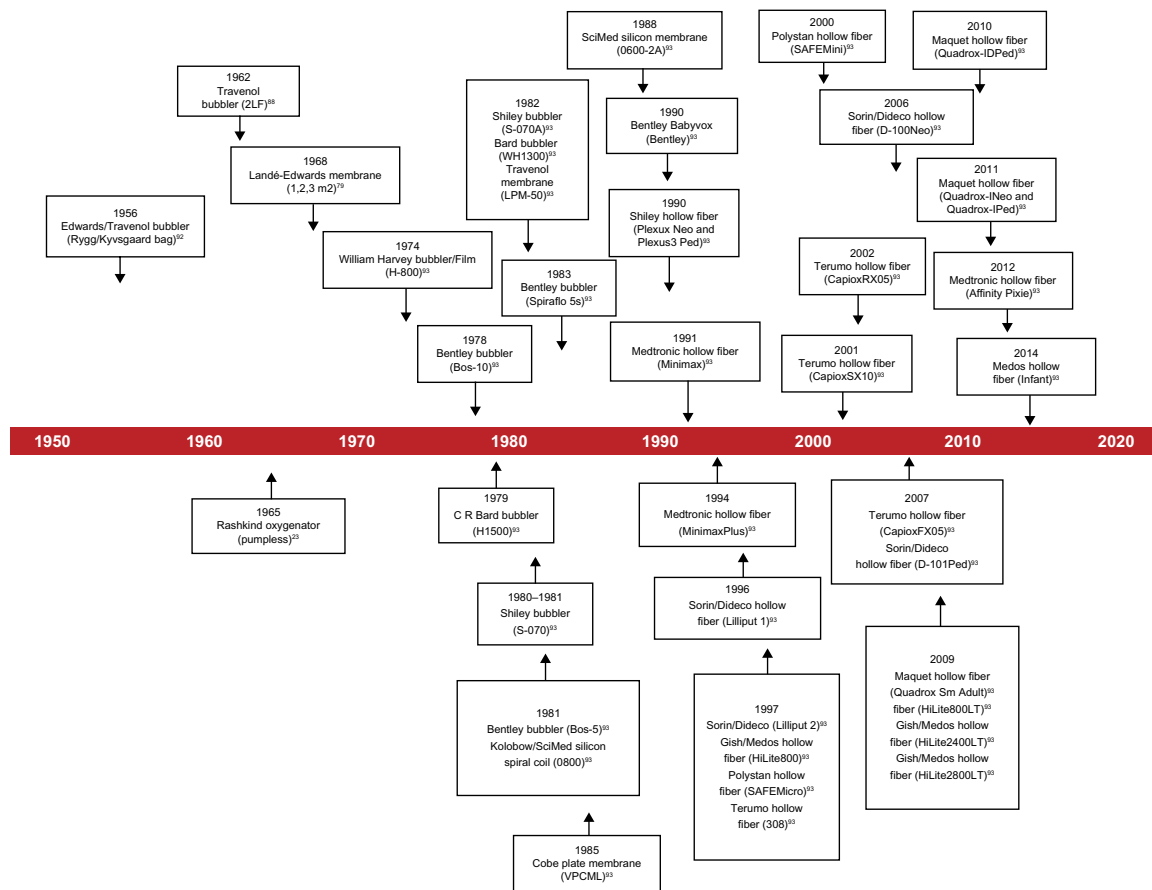 1988
SciMed silicon membrane
(0600-2A)⁹³
2000
Polystan hollow fiber
(SAFEMini)⁹³
2010
Maquet hollow fiber
(Quadrox-IDPed)⁹³
1962
Travenol
bubbler (2LF)⁸⁸
1982
Shiley bubbler
(S-070A)⁹³
Bard bubbler
(WH1300)⁹³
Travenol
membrane
(LPM-50)⁹³
1990
Bentley Babyvox
(Bentley)⁹³
2006
Sorin/Dideco hollow
fiber (D-100Neo)⁹³
1968
Landé-Edwards membrane
(1,2,3 m2)⁷⁹
2011
Maquet hollow fiber
(Quadrox-INeo and
Quadrox-IPed)⁹³
1956
Edwards/Travenol bubbler
(Rygg/Kyvsgaard bag)⁹²
1990
Shiley hollow fiber
(Plexux Neo and
Plexus3 Ped)⁹³
1974
William Harvey bubbler/Film
(H-800)⁹³
2002
Terumo hollow fiber
(CapioxRX05)⁹³
2012
Medtronic hollow fiber
(Affinity Pixie)⁹³
1983
Bentley bubbler
(Spiraflo 5s)⁹³
1978
Bentley bubbler
(Bos-10)⁹³
1991
Medtronic hollow fiber
(Minimax)⁹³
2001
Terumo hollow fiber
(CapioxSX10)⁹³
2014
Medos hollow
fiber (Infant)⁹³
1950 1960 1970 1980 1990 2000 2010 2020
1965
Rashkind oxygenator
(pumpless)²³
1979
C R Bard bubbler
(H1500)⁹³
1994
Medtronic hollow fiber
(MinimaxPlus)⁹³
2007
Terumo hollow fiber
(CapioxFX05)⁹³
Sorin/Dideco
hollow fiber (D-101Ped)⁹³
1980–1981
Shiley bubbler
(S-070)⁹³
1996
Sorin/Dideco hollow
fiber (Lilliput 1)⁹³
2009
Maquet hollow fiber
(Quadrox Sm Adult)⁹³
fiber (HiLite800LT)⁹³
Gish/Medos hollow
fiber (HiLite2400LT)⁹³
Gish/Medos hollow
fiber (HiLite2800LT)⁹³
1981
Bentley bubbler (Bos-5)⁹³
Kolobow/SciMed silicon
spiral coil (0800)⁹³
1997
Sorin/Dideco (Lilliput 2)⁹³
Gish/Medos hollow
fiber (HiLite800)⁹³
Polystan hollow
fiber (SAFEMicro)⁹³
Terumo hollow
fiber (308)⁹³
1985
Cobe plate membrane
(VPCML)⁹³